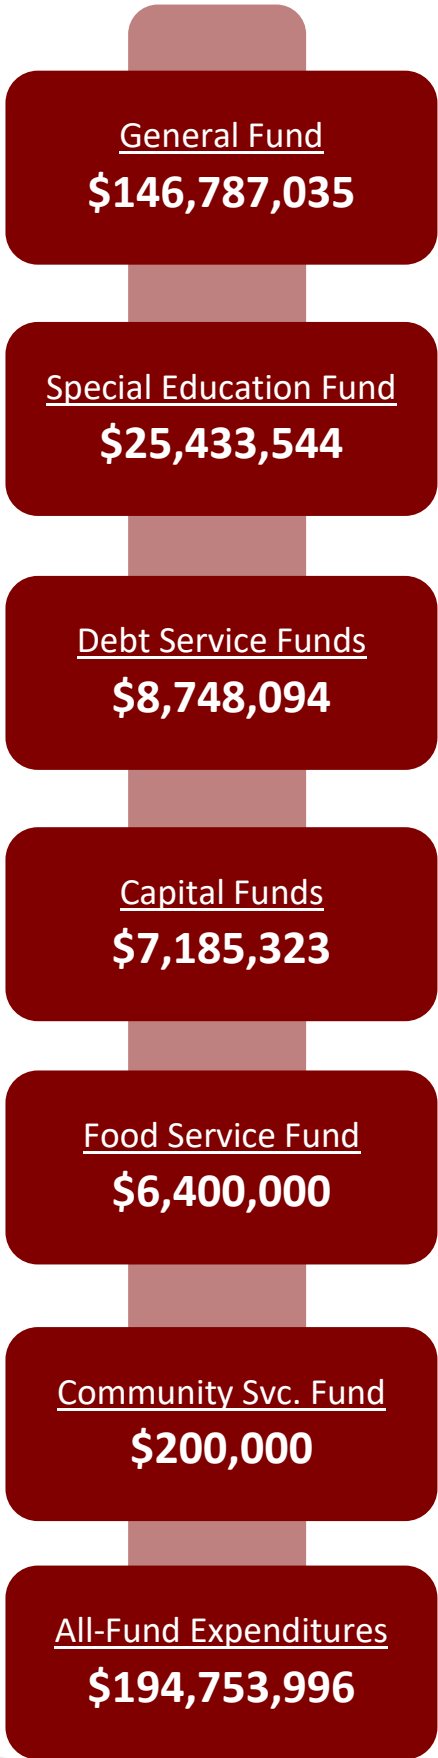 General Fund
$146,787,035
Special Education Fund
$25,433,544
Debt Service Funds
$8,748,094
Capital Funds
$7,185,323
Food Service Fund
$6,400,000
Community Svc. Fund
$200,000
All-Fund Expenditures
$194,753,996